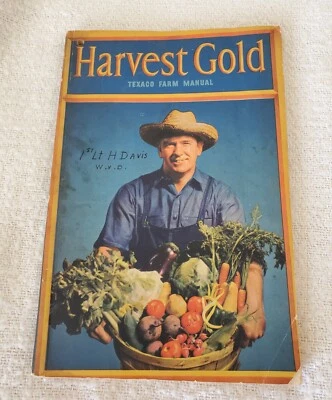 Harvest Gold
TEXACO FARM MANUAL
1st Lt H Davis
W.O.D.